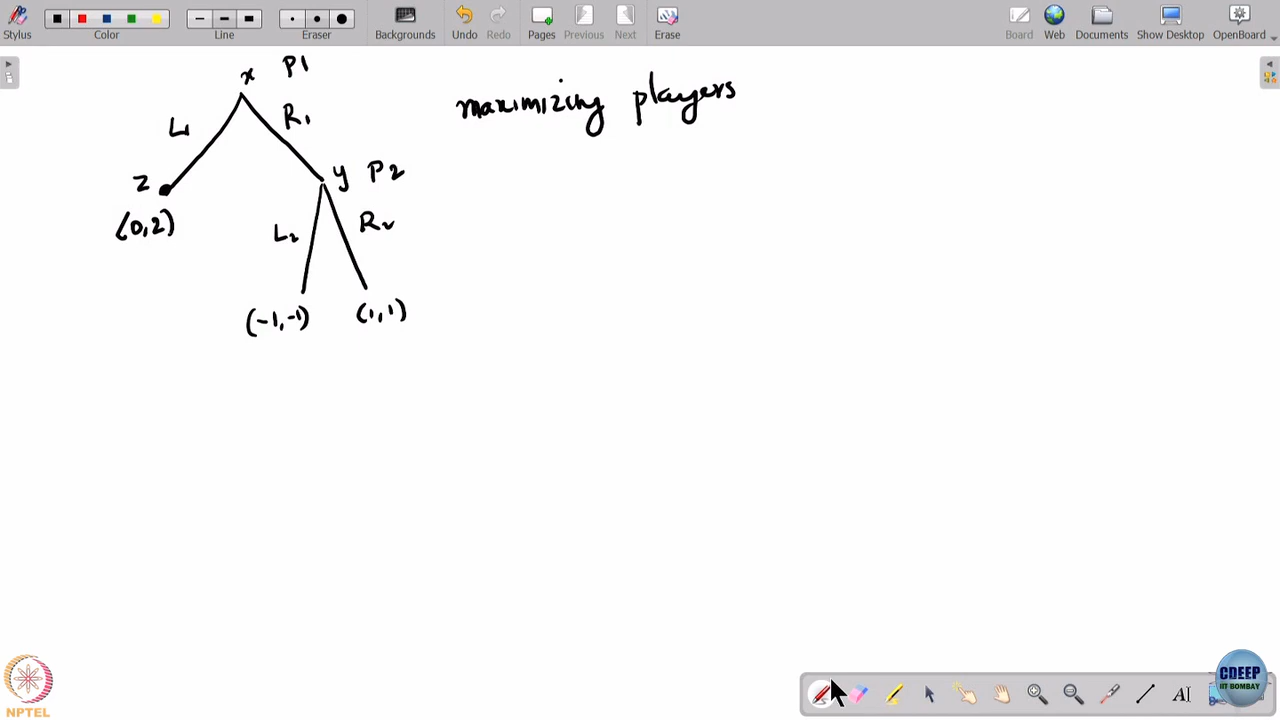 Stylus Color Line Eraser Backgrounds Undo Redo Pages Previous Next Erase Board Web Documents Show Desktop OpenBoard
x P1
maximizing players
L1 R1
z y P2
(0,2) L2 R2
(-1,-1) (1,1)
NPTEL
CDEEP
IIT BOMBAY